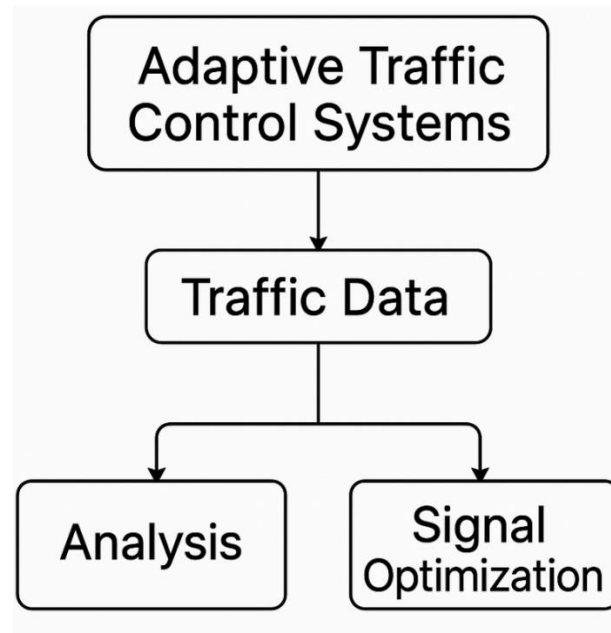 Adaptive Traffic
Control Systems
Traffic Data
Analysis
Signal
Optimization